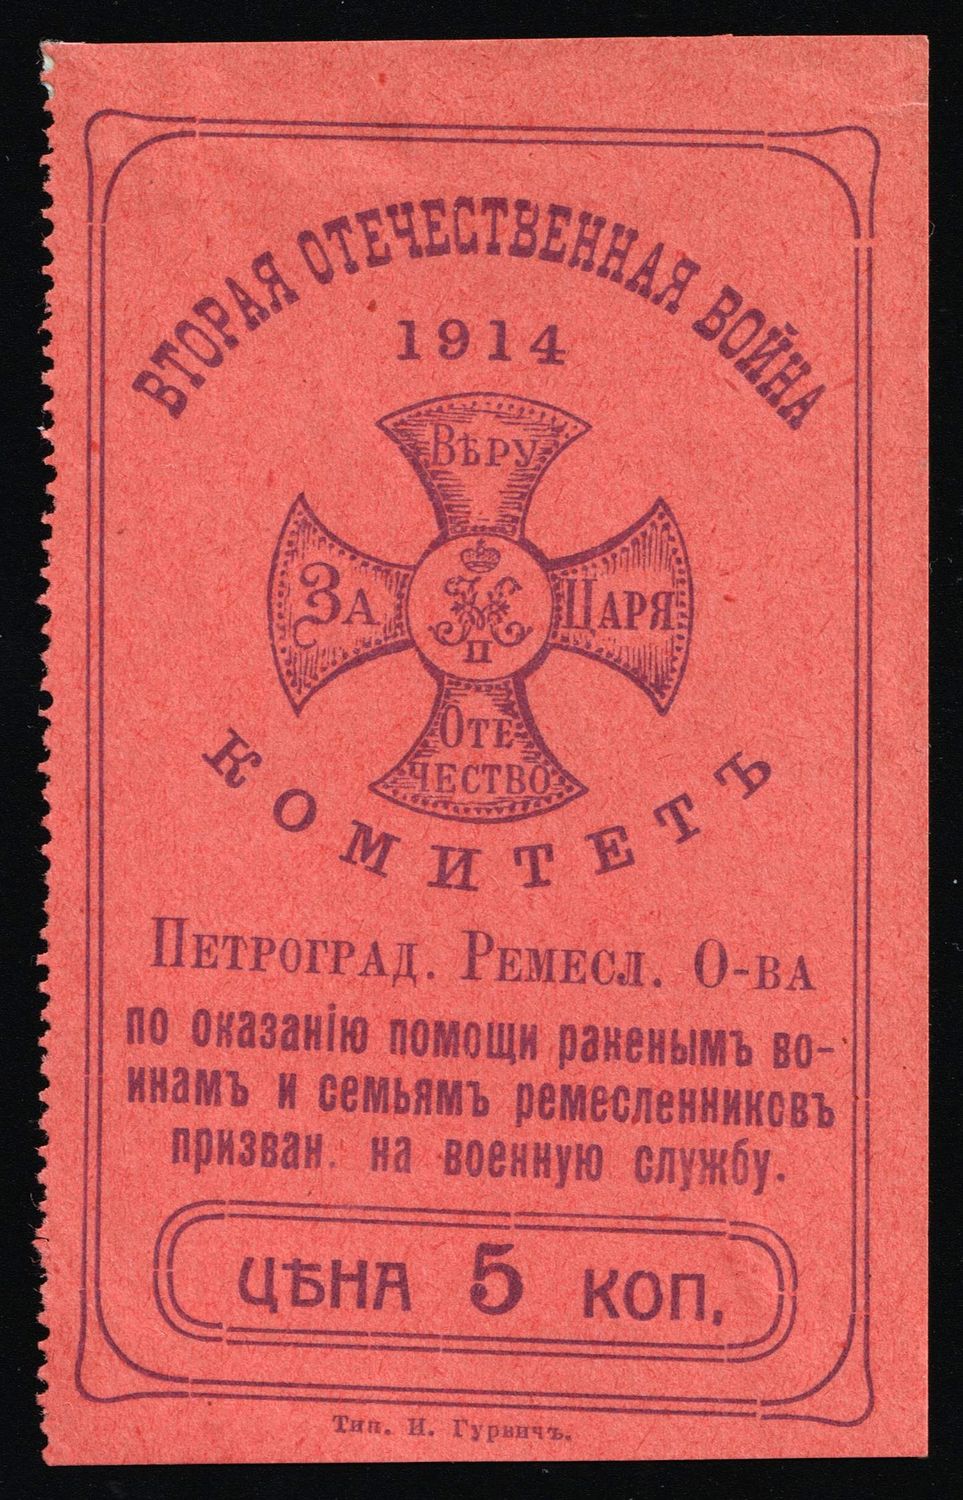 ВТОРАЯ ОТЕЧЕСТВЕННАЯ ВОЙНА
1914
ВѢРУ
ЗА
ЦАРЯ
II
ОТЕ-
ЧЕСТВО
КОМИТЕТЪ
ПЕТРОГРАД. РЕМЕСЛ. О-ВА
по оказанію помощи раненымъ во-
инамъ и семьямъ ремесленниковъ
призван. на военную службу.
ЦѢНА 5 КОП.
Тип. И. Гурвичъ.